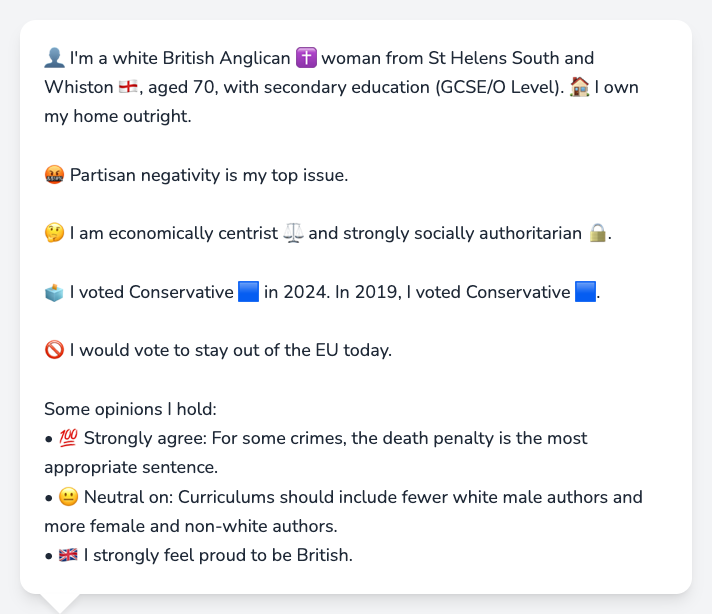 👤 I'm a white British Anglican ✝️ woman from St Helens South and
Whiston 🏴󠁧󠁢󠁥󠁮󠁧󠁿, aged 70, with secondary education (GCSE/O Level). 🏠 I own
my home outright.
🤬 Partisan negativity is my top issue.
🤔 I am economically centrist ⚖️ and strongly socially authoritarian 🔒.
🗳️ I voted Conservative 🟦 in 2024. In 2019, I voted Conservative 🟦.
🚫 I would vote to stay out of the EU today.
Some opinions I hold:
• 💯 Strongly agree: For some crimes, the death penalty is the most
appropriate sentence.
• 😐 Neutral on: Curriculums should include fewer white male authors and
more female and non-white authors.
• 🇬🇧 I strongly feel proud to be British.